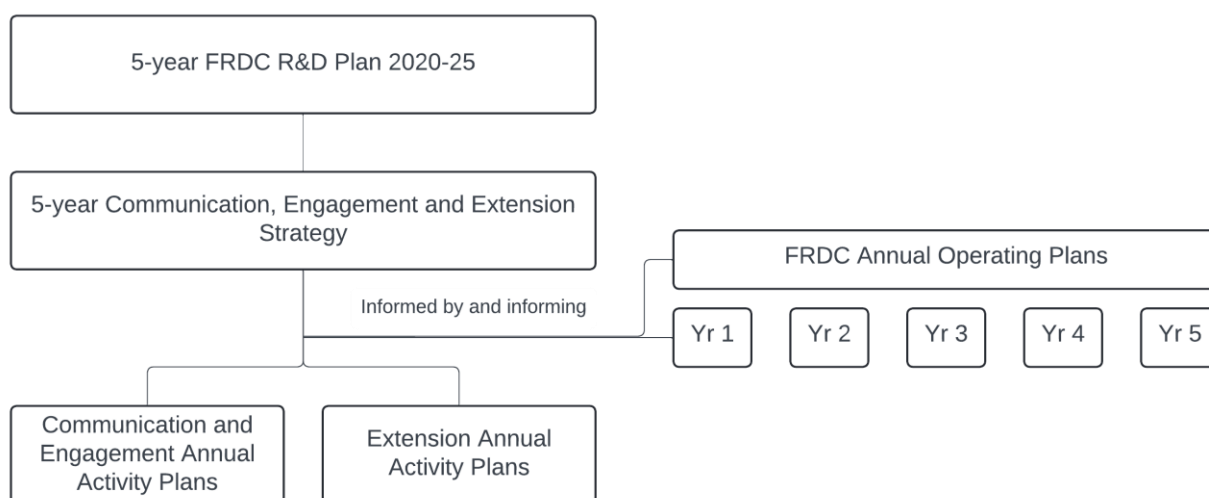 5-year FRDC R&D Plan 2020-25
5-year Communication, Engagement and Extension
Strategy
FRDC Annual Operating Plans
Informed by and informing
Yr 1
Yr 2
Yr 3
Yr 4
Yr 5
Communication and
Engagement Annual
Activity Plans
Extension Annual
Activity Plans